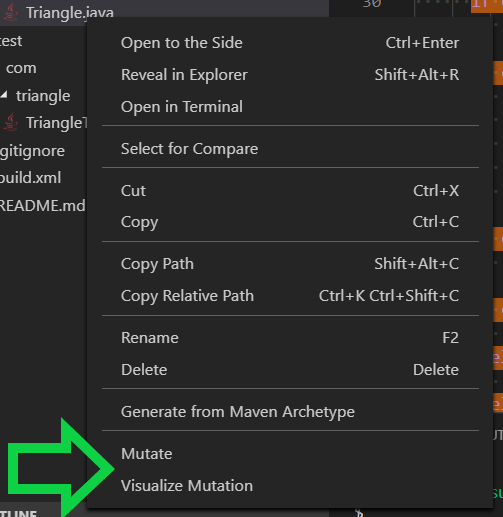 Triangle.java
30
if
test
com
triangle
TriangleT
gitignore
build.xml
README.md
Open to the Side Ctrl+Enter
Reveal in Explorer Shift+Alt+R
Open in Terminal
Select for Compare
Cut Ctrl+X
Copy Ctrl+C
Copy Path Shift+Alt+C
Copy Relative Path Ctrl+K Ctrl+Shift+C
Rename F2
Delete Delete
Generate from Maven Archetype
Mutate
Visualize Mutation
TLINE
$